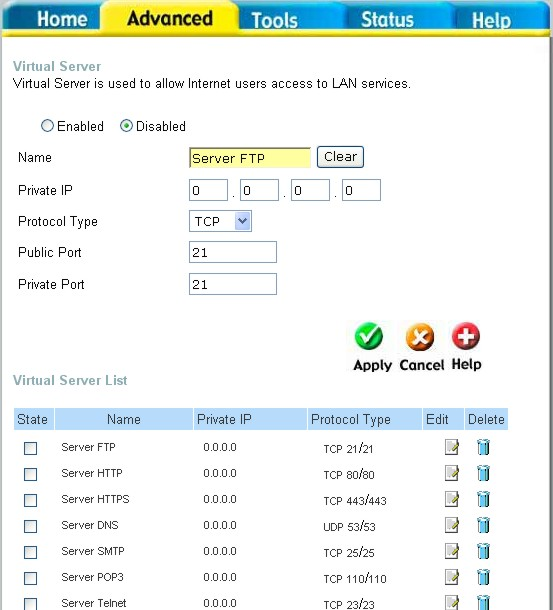 Home Advanced Tools Status Help
Virtual Server
Virtual Server is used to allow Internet users access to LAN services.
Enabled Disabled
Name Server FTP Clear
Private IP 0 . 0 . 0 . 0
Protocol Type TCP
Public Port 21
Private Port 21
Apply Cancel Help
Virtual Server List
State Name Private IP Protocol Type Edit Delete
Server FTP 0.0.0.0 TCP 21/21
Server HTTP 0.0.0.0 TCP 80/80
Server HTTPS 0.0.0.0 TCP 443/443
Server DNS 0.0.0.0 UDP 53/53
Server SMTP 0.0.0.0 TCP 25/25
Server POP3 0.0.0.0 TCP 110/110
Server Telnet 0.0.0.0 TCP 23/23